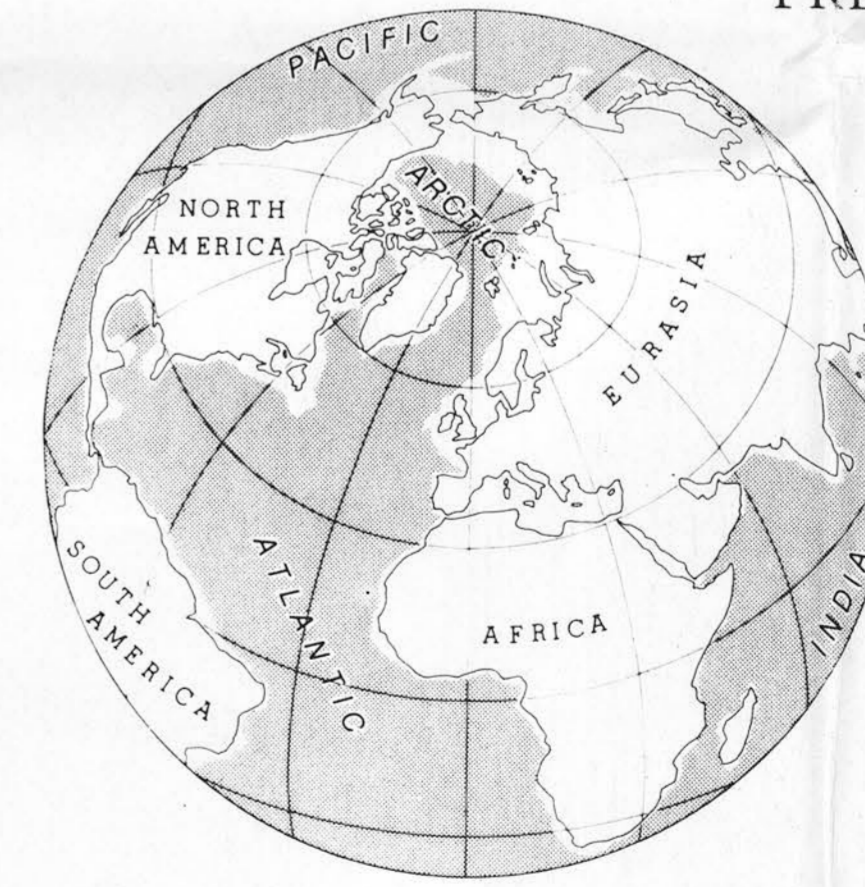 PACIFIC
ARCTIC
NORTH
AMERICA
EURASIA
ATLANTIC
SOUTH
AMERICA
AFRICA
INDIA